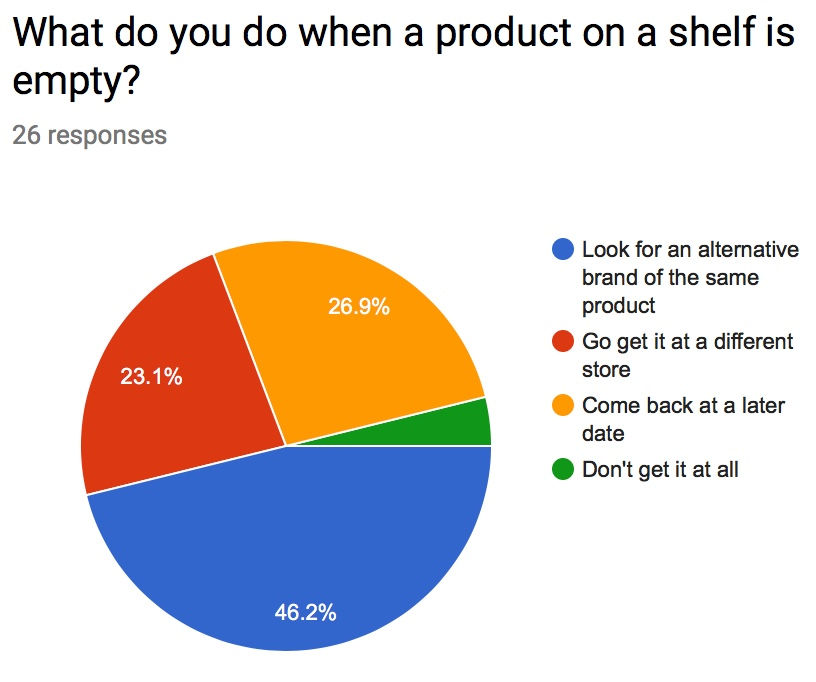 What do you do when a product on a shelf is
empty?
26 responses
26.9%
23.1%
46.2%
Look for an alternative
brand of the same
product
Go get it at a different
store
Come back at a later
date
Don't get it at all